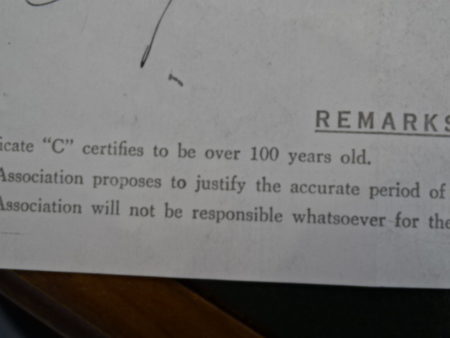 REMARKS
icate “C” certifies to be over 100 years old.
Association proposes to justify the accurate period of
Association will not be responsible whatsoever for the